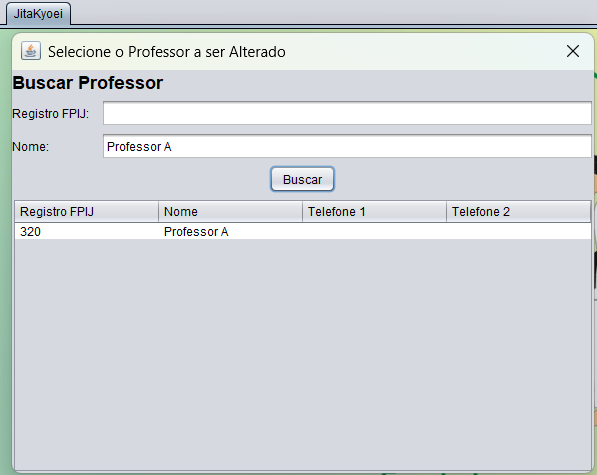 JitaKyoei
Selecione o Professor a ser Alterado
Buscar Professor
Registro FPIJ:
Nome: Professor A
Buscar
Registro FPIJ Nome Telefone 1 Telefone 2
320 Professor A